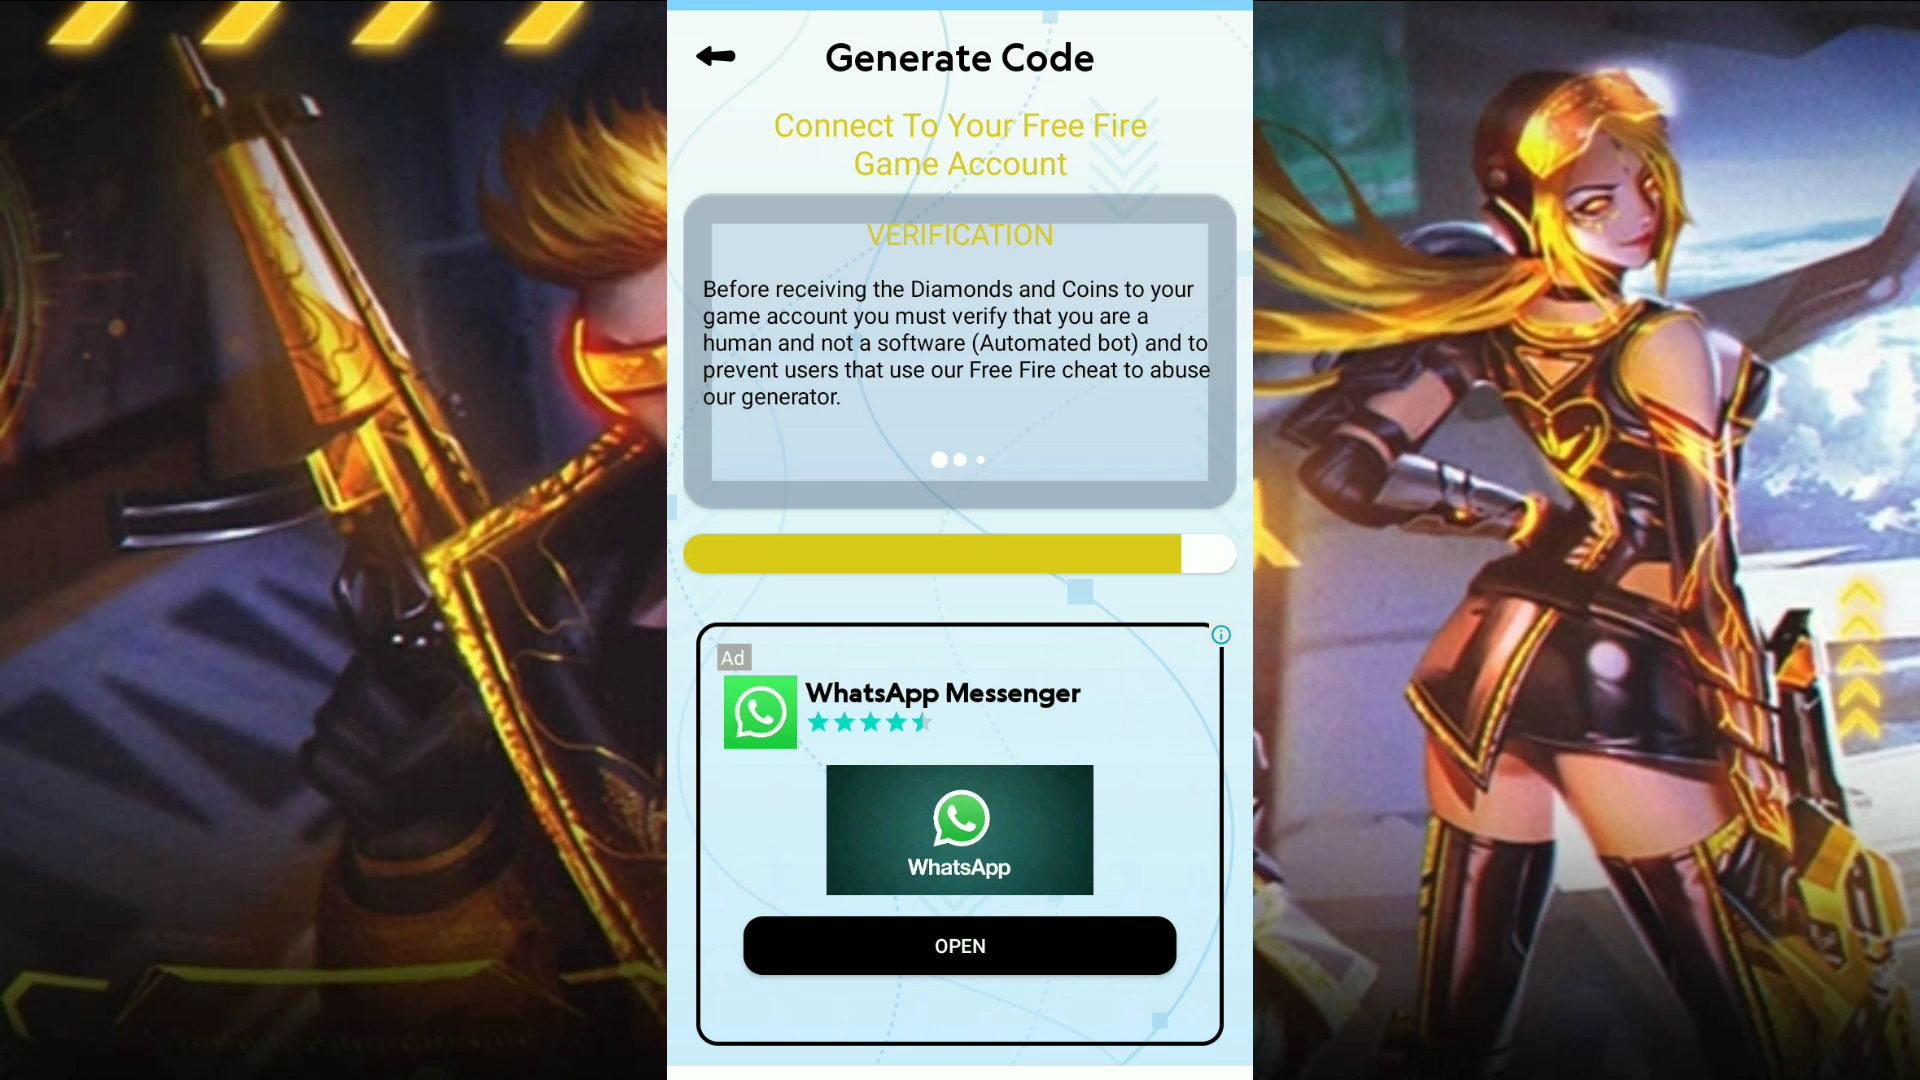 Generate Code
Connect To Your Free Fire
Game Account
VERIFICATION
Before receiving the Diamonds and Coins to your
game account you must verify that you are a
human and not a software (Automated bot) and to
prevent users that use our Free Fire cheat to abuse
our generator.
Ad
WhatsApp Messenger
WhatsApp
OPEN